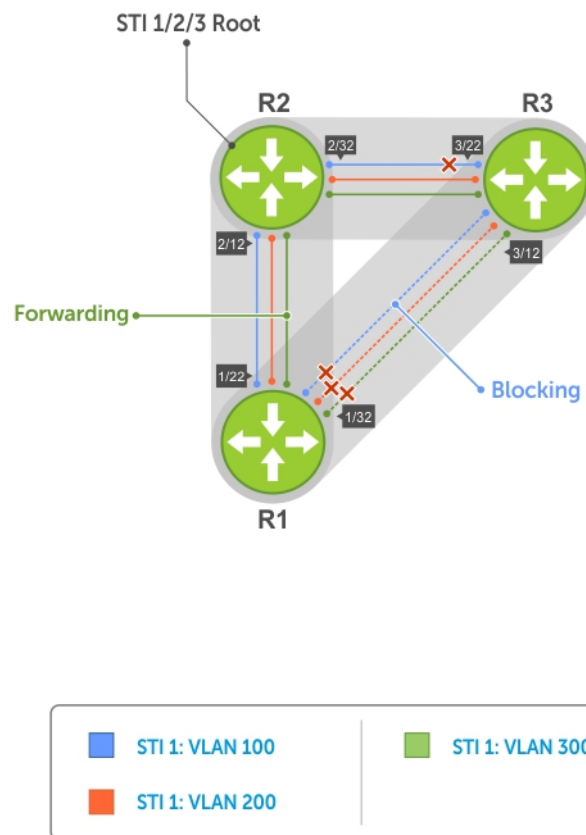 STI 1/2/3 Root
R2
R3
2/32
3/22
2/12
3/12
Forwarding
1/22
Blocking
1/32
R1
STI 1: VLAN 100
STI 1: VLAN 300
STI 1: VLAN 200